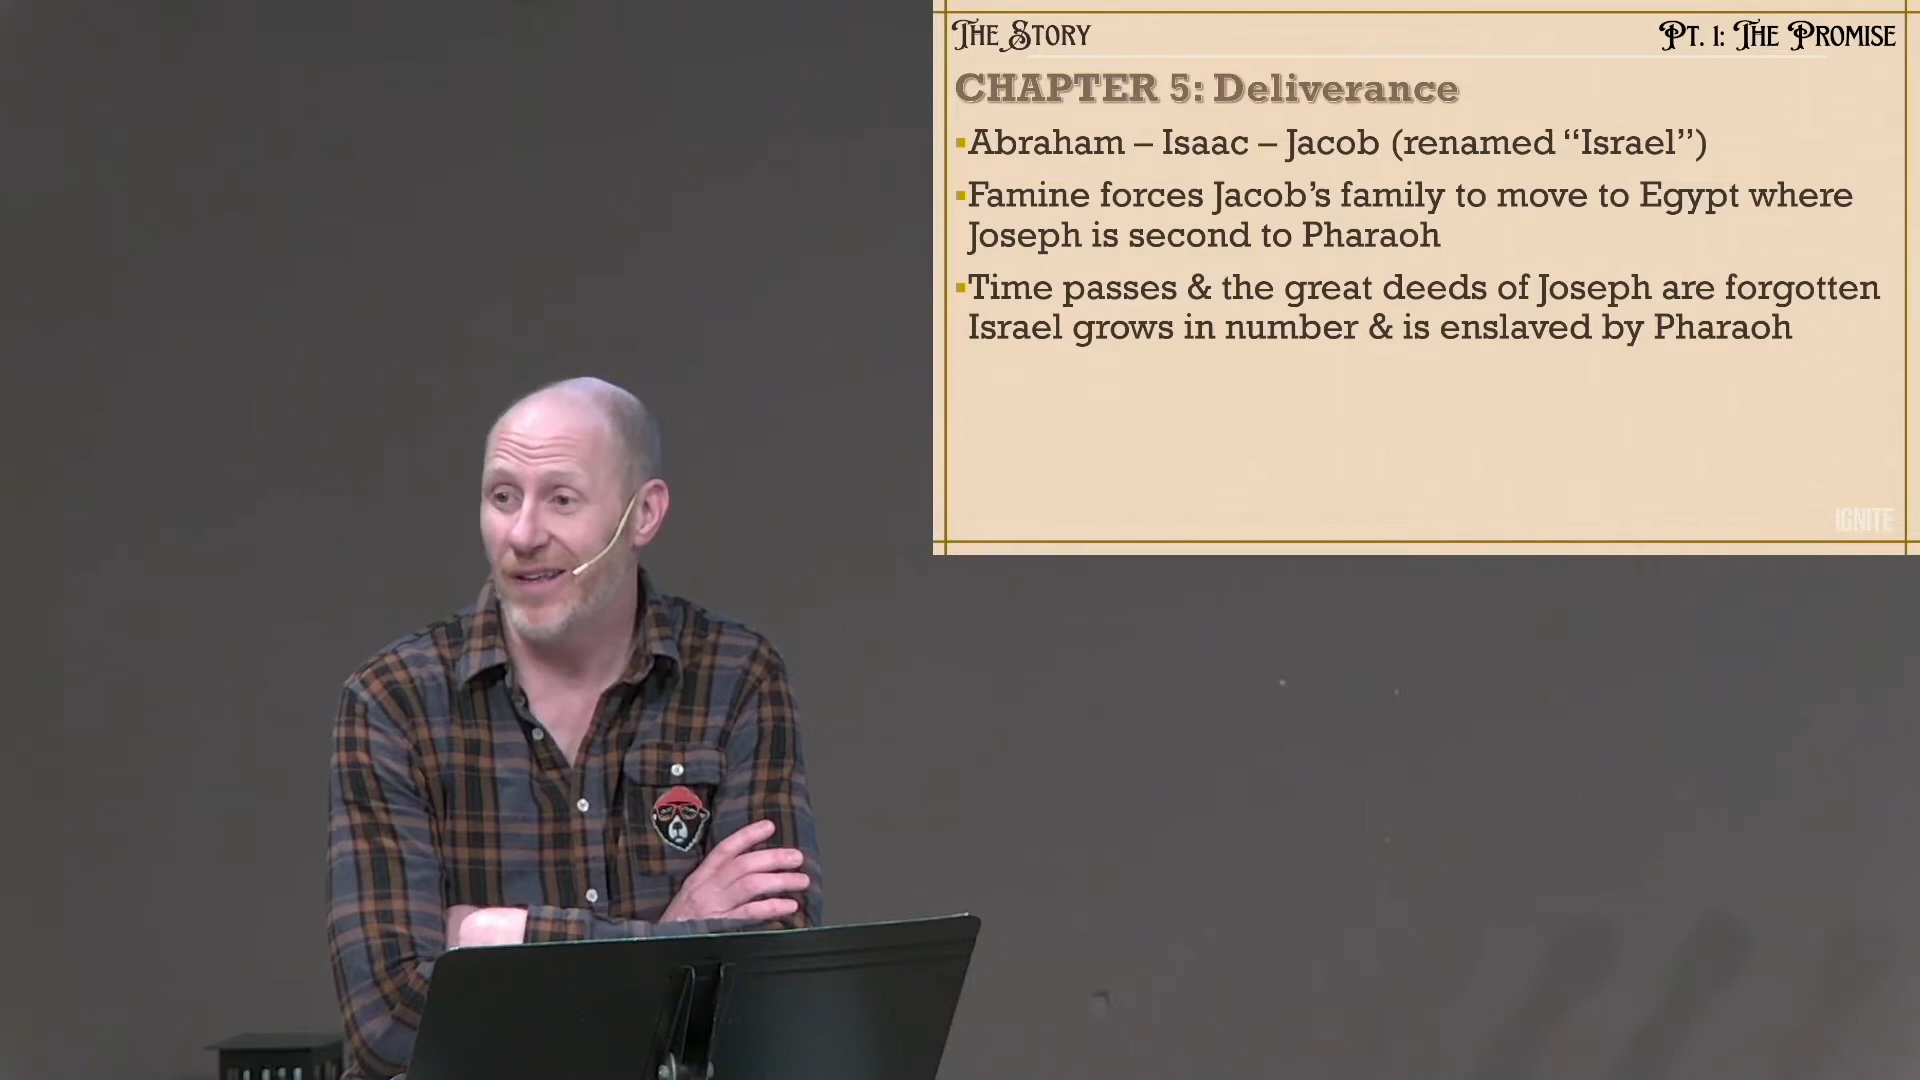 The Story
Pt. 1: The Promise
CHAPTER 5: Deliverance
▪Abraham – Isaac – Jacob (renamed “Israel”)
▪Famine forces Jacob’s family to move to Egypt where
Joseph is second to Pharaoh
▪Time passes & the great deeds of Joseph are forgotten
Israel grows in number & is enslaved by Pharaoh
IGNITE